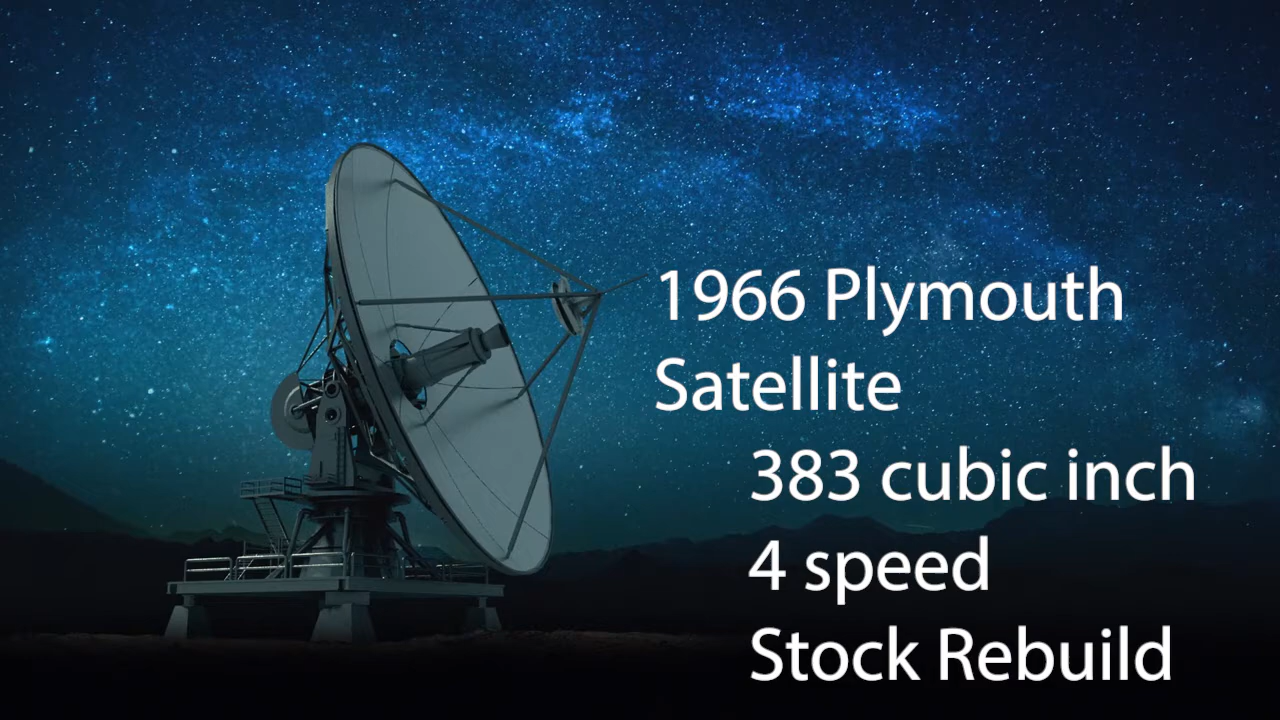 1966 Plymouth
Satellite
383 cubic inch
4 speed
Stock Rebuild